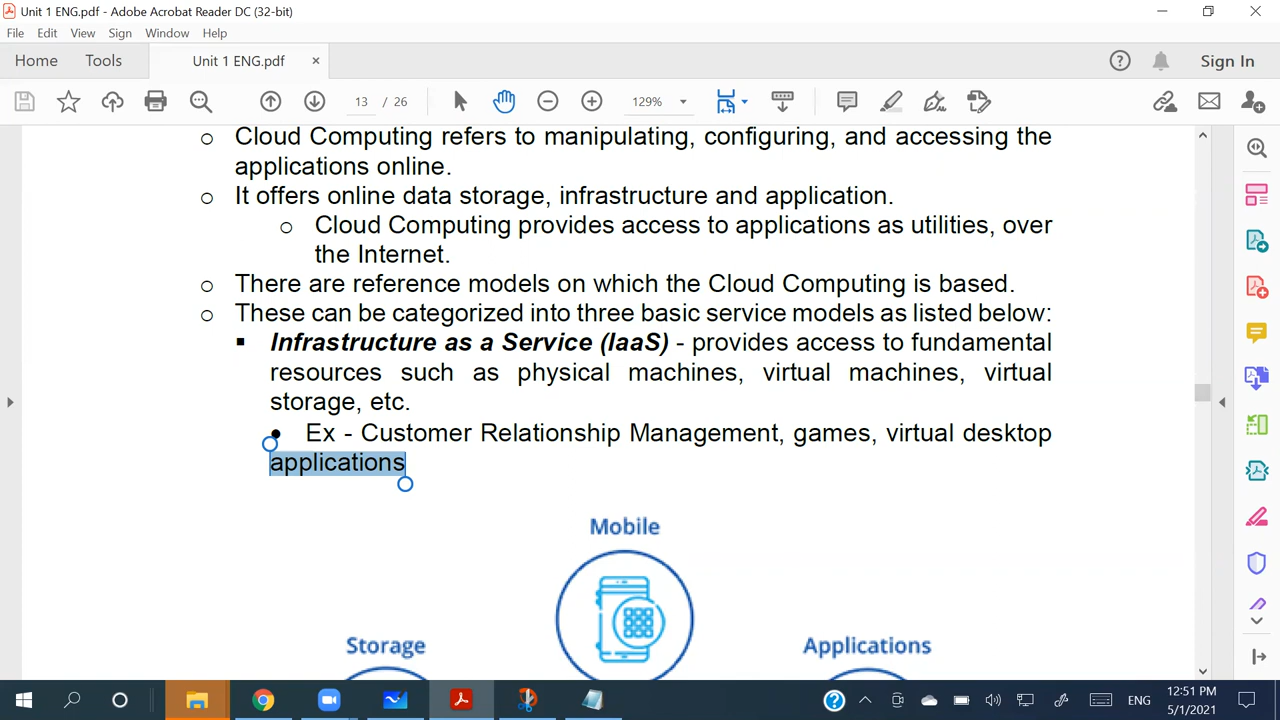 Unit 1 ENG.pdf - Adobe Acrobat Reader DC (32-bit)
File Edit View Sign Window Help
Home Tools Unit 1 ENG.pdf × Sign In
13 / 26 129%
o Cloud Computing refers to manipulating, configuring, and accessing the
applications online.
o It offers online data storage, infrastructure and application.
o Cloud Computing provides access to applications as utilities, over
the Internet.
o There are reference models on which the Cloud Computing is based.
o These can be categorized into three basic service models as listed below:
▪ Infrastructure as a Service (IaaS) - provides access to fundamental
resources such as physical machines, virtual machines, virtual
storage, etc.
• Ex - Customer Relationship Management, games, virtual desktop
applications
Mobile
Storage
Applications
ENG
12:51 PM
5/1/2021